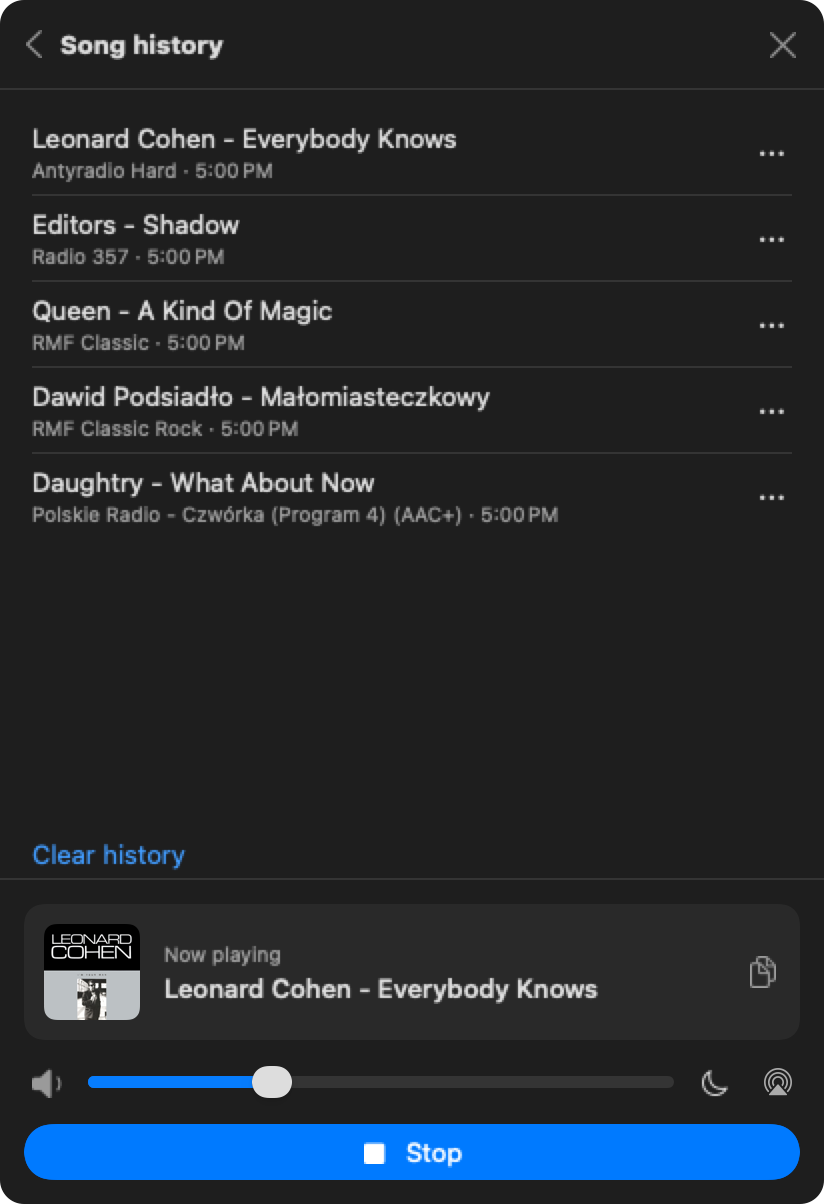 Song history
Leonard Cohen - Everybody Knows
Antyradio Hard · 5:00 PM
Editors - Shadow
Radio 357 · 5:00 PM
Queen - A Kind Of Magic
RMF Classic · 5:00 PM
Dawid Podsiadło - Małomiasteczkowy
RMF Classic Rock · 5:00 PM
Daughtry - What About Now
Polskie Radio - Czwórka (Program 4) (AAC+) · 5:00 PM
Clear history
LEONARD
COHEN
Now playing
Leonard Cohen - Everybody Knows
Stop